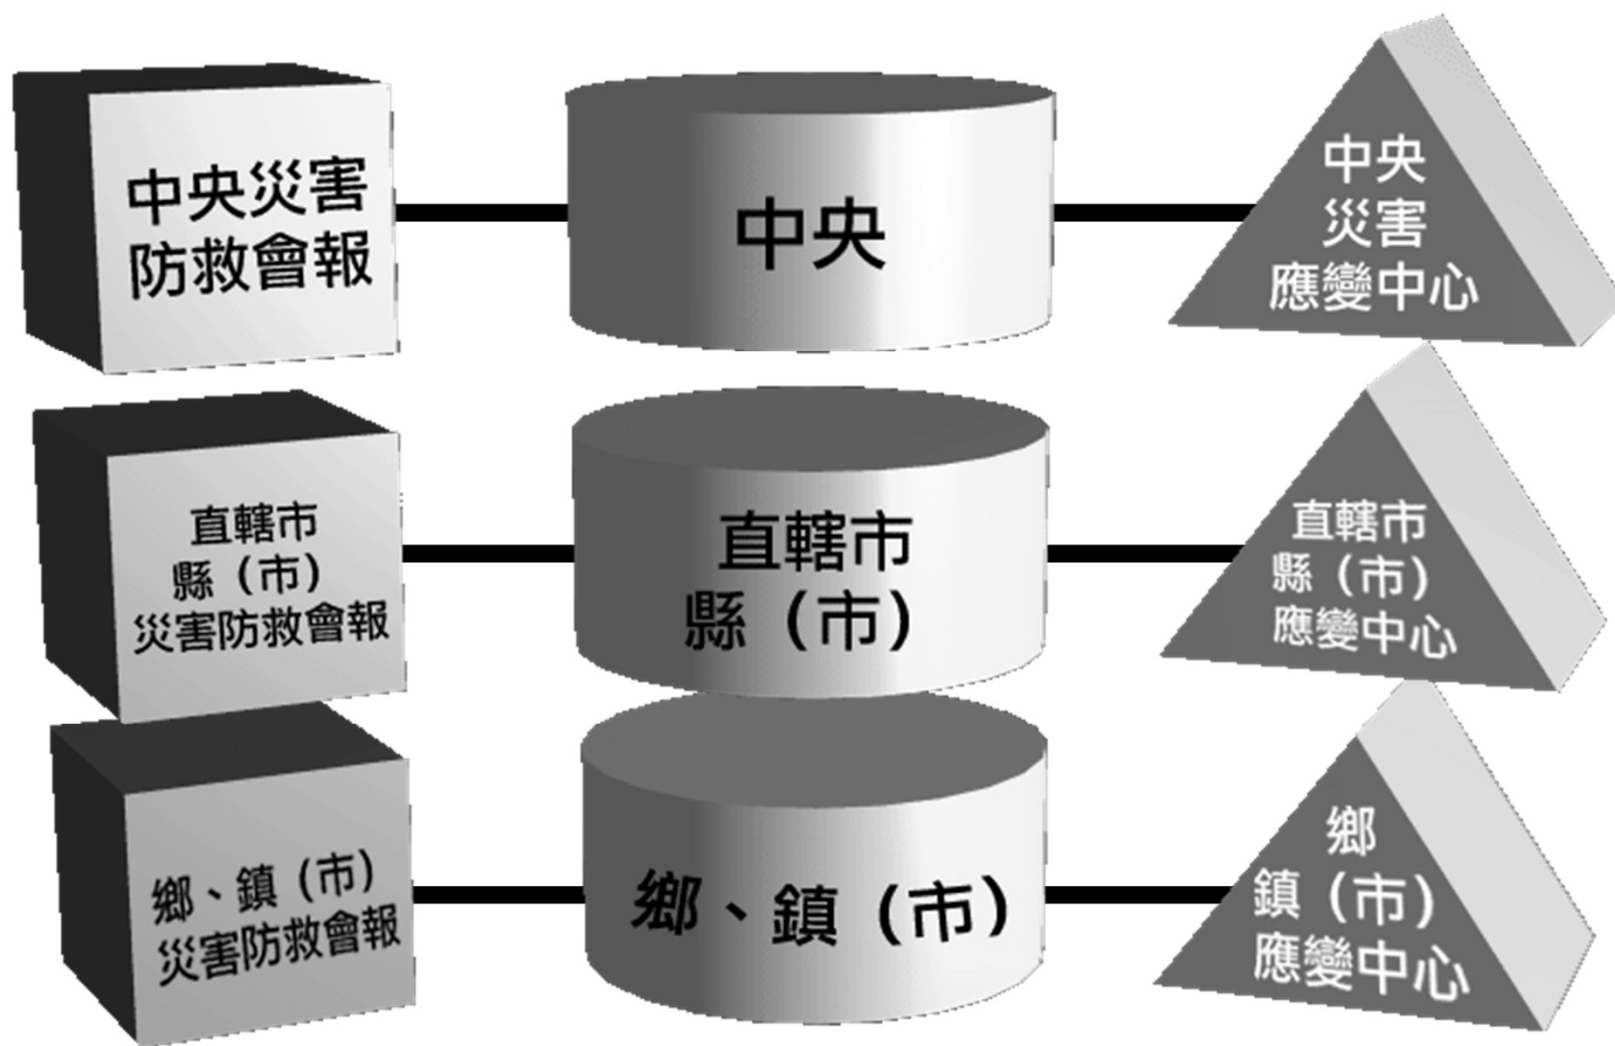 中央災害
防救會報
中央
中央
災害
應變中心
直轄市
縣（市）
災害防救會報
直轄市
縣（市）
直轄市
縣（市）
應變中心
鄉、鎮（市）
災害防救會報
鄉、鎮（市）
鄉
鎮（市）
應變中心